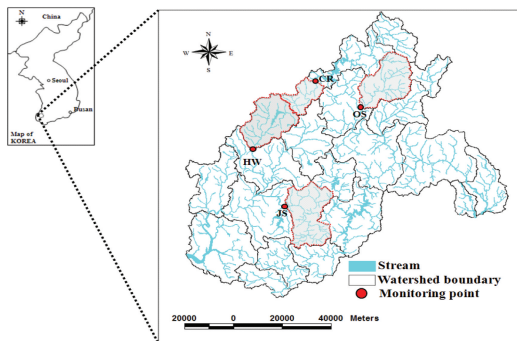 N
China
Seoul
Busan
Map of
KOREA
N
W E
S
CR
OS
HW
JS
Stream
Watershed boundary
Monitoring point
20000 0 20000 40000 Meters